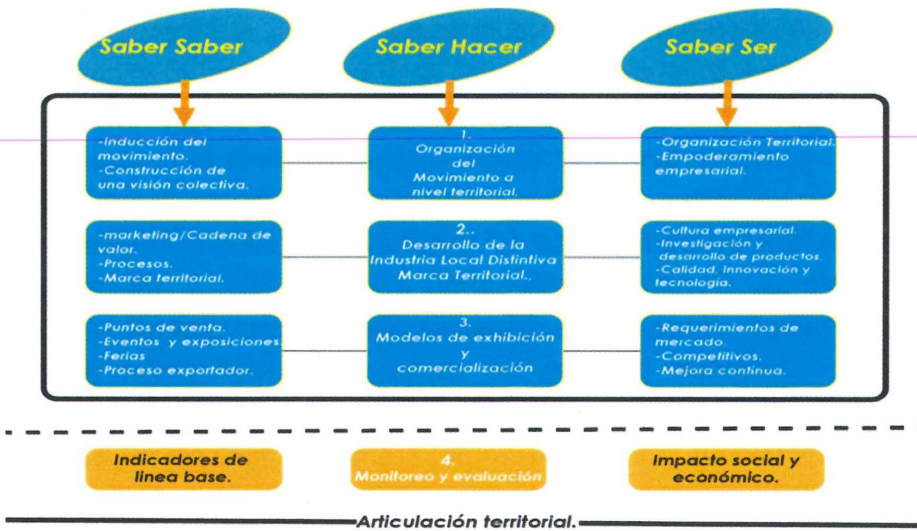 Saber Saber
Saber Hacer
Saber Ser
-Inducción del
movimiento.
-Construcción de
una visión colectiva.
1.
Organización
del
Movimiento a
nivel territorial.
-Organización Territorial.
-Empoderamiento
empresarial.
-marketing/Cadena de
valor.
-Procesos.
-Marca territorial.
2..
Desarrollo de la
Industria Local Distintiva
Marca Territorial..
-Cultura empresarial.
-Investigación y
desarrollo de productos.
-Calidad, Innovación y
tecnología.
-Puntos de venta.
-Eventos y exposiciones
-Ferias
-Proceso exportador.
3.
Modelos de exhibición
y
comercialización
-Requerimientos de
mercado.
-Competitivos.
-Mejora continua.
Indicadores de
linea base.
4.
Monitoreo y evaluación
Impacto social y
económico.
Articulación territorial.